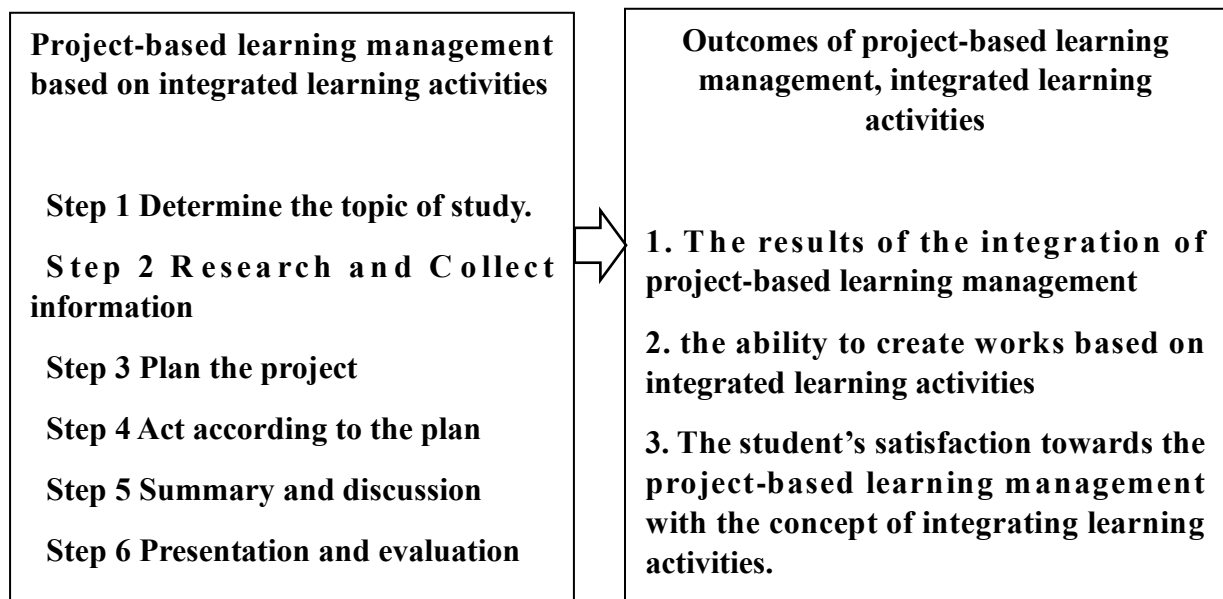 Project-based learning management
based on integrated learning activities
Step 1 Determine the topic of study.
Step 2 Research and Collect
information
Step 3 Plan the project
Step 4 Act according to the plan
Step 5 Summary and discussion
Step 6 Presentation and evaluation
Outcomes of project-based learning
management, integrated learning
activities
1. The results of the integration of
project-based learning management
2. the ability to create works based on
integrated learning activities
3. The student’s satisfaction towards the
project-based learning management
with the concept of integrating learning
activities.